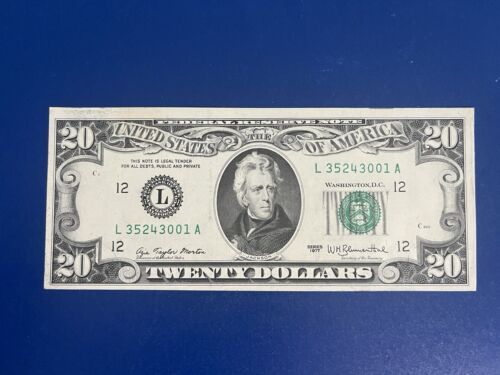 FEDERAL RESERVE NOTE
20 UNITED STATES THE OF AMERICA 20
THIS NOTE IS LEGAL TENDER
FOR ALL DEBTS, PUBLIC AND PRIVATE
L 35243001 A
12
WASHINGTON, D.C.
12
L
L 35243001 A
12
Azie Taylor Morton
Treasurer of the United States
JACKSON
SERIES
1977
W M Blumenthal
Secretary of the Treasury
12
20 TWENTY DOLLARS 20